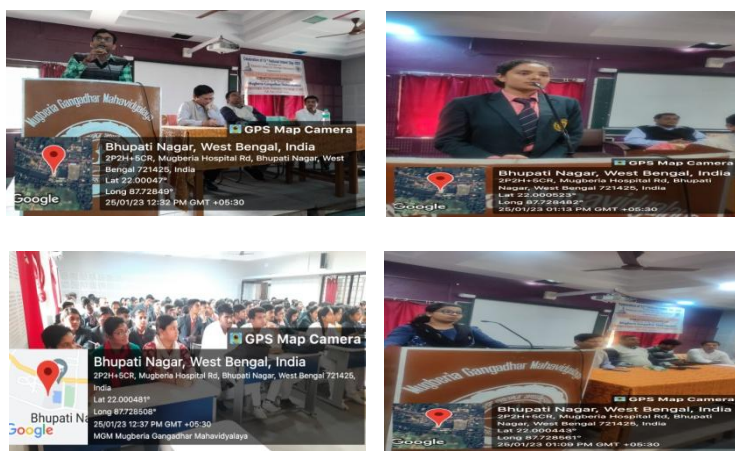 Mugberia Gangadhar Mahavidyalaya
GPS Map Camera
Bhupati Nagar, West Bengal, India
2P2H+5CR, Mugberia Hospital Rd, Bhupati Nagar, West
Bengal 721425, India
Lat 22.00047°
Long 87.72849°
25/01/23 12:32 PM GMT +05:30
Google
GPS Map Camera
Bhupati Nagar, West Bengal, India
2P2H+5CR, Mugberia Hospital Rd, Bhupati
Nagar, West Bengal 721425, India
Lat 22.000523°
Long 87.728482°
25/01/23 01:13 PM GMT +05:30
Google
GPS Map Camera
Bhupati Nagar, West Bengal, India
2P2H+5CR, Mugberia Hospital Rd, Bhupati Nagar, West Bengal 721425,
India
Lat 22.000481°
Long 87.728508°
25/01/23 12:37 PM GMT +05:30
MGM Mugberia Gangadhar Mahavidyalaya
Bhupati Na
Google
Mugberia Gangadhar Mahavidyalaya
GPS Map Camera
Bhupati Nagar, West Bengal, India
2P2H+5CR, Mugberia Hospital Rd, Bhupati
Nagar, West Bengal 721425, India
Lat 22.000443°
Long 87.728561°
25/01/23 01:09 PM GMT +05:30
Google